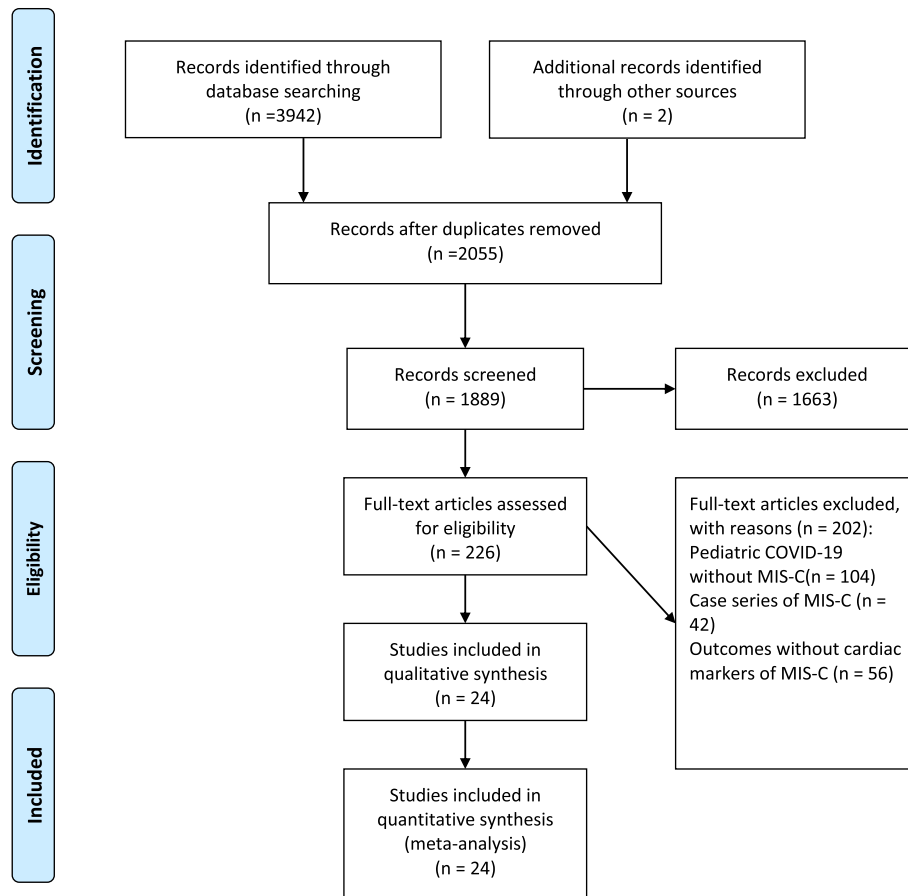 Identification
Records identified through
database searching
(n =3942)
Additional records identified
through other sources
(n = 2)
Records after duplicates removed
(n =2055)
Screening
Records screened
(n = 1889)
Records excluded
(n = 1663)
Eligibility
Full-text articles assessed
for eligibility
(n = 226)
Full-text articles excluded,
with reasons (n = 202):
Pediatric COVID-19
without MIS-C(n = 104)
Case series of MIS-C (n =
42)
Outcomes without cardiac
markers of MIS-C (n = 56)
Studies included in
qualitative synthesis
(n = 24)
Included
Studies included in
quantitative synthesis
(meta-analysis)
(n = 24)